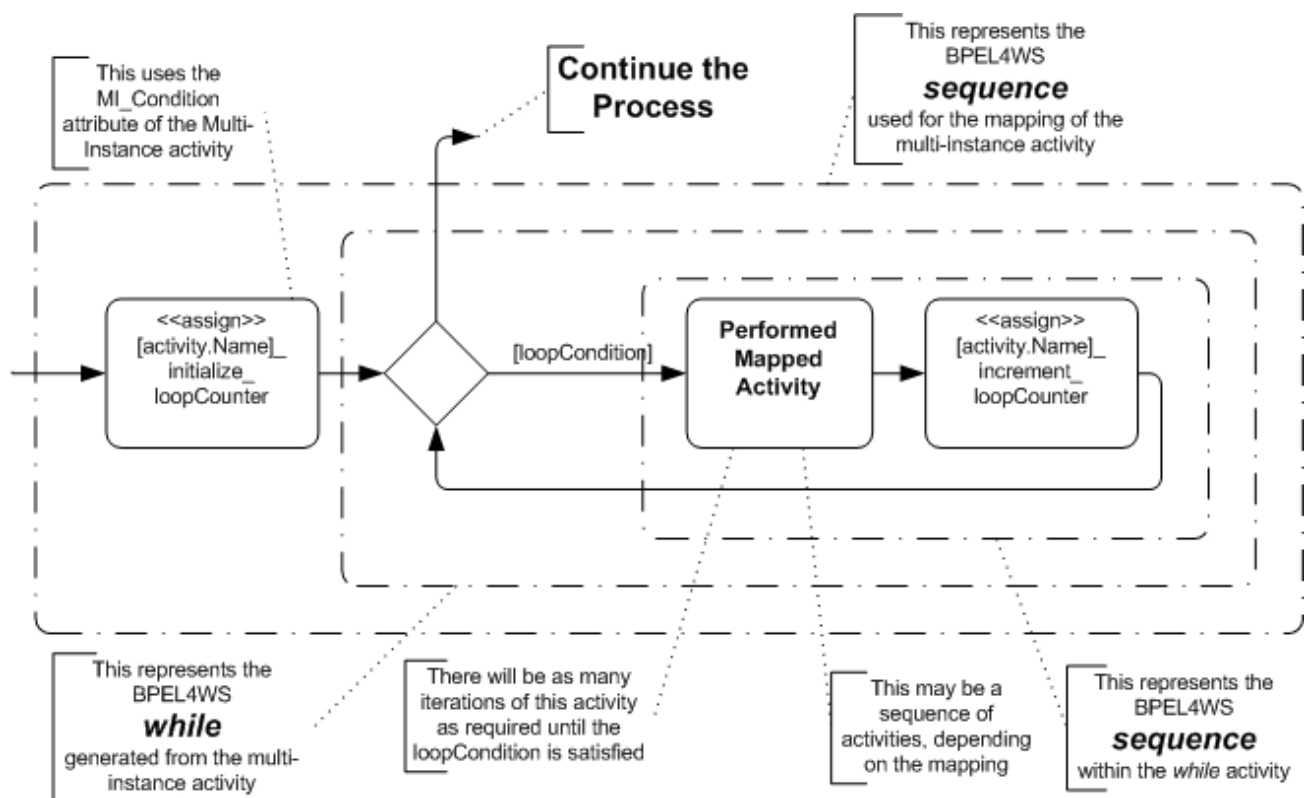 This uses the
MI_Condition
attribute of the Multi-
Instance activity
Continue the
Process
This represents the
BPEL4WS
sequence
used for the mapping of the
multi-instance activity
<<assign>>
[activity.Name]_
initialize_
loopCounter
[loopCondition]
Performed
Mapped
Activity
<<assign>>
[activity.Name]_
increment_
loopCounter
This represents the
BPEL4WS
while
generated from the multi-
instance activity
There will be as many
iterations of this activity
as required until the
loopCondition is satisfied
This may be a
sequence of
activities, depending
on the mapping
This represents the
BPEL4WS
sequence
within the while activity